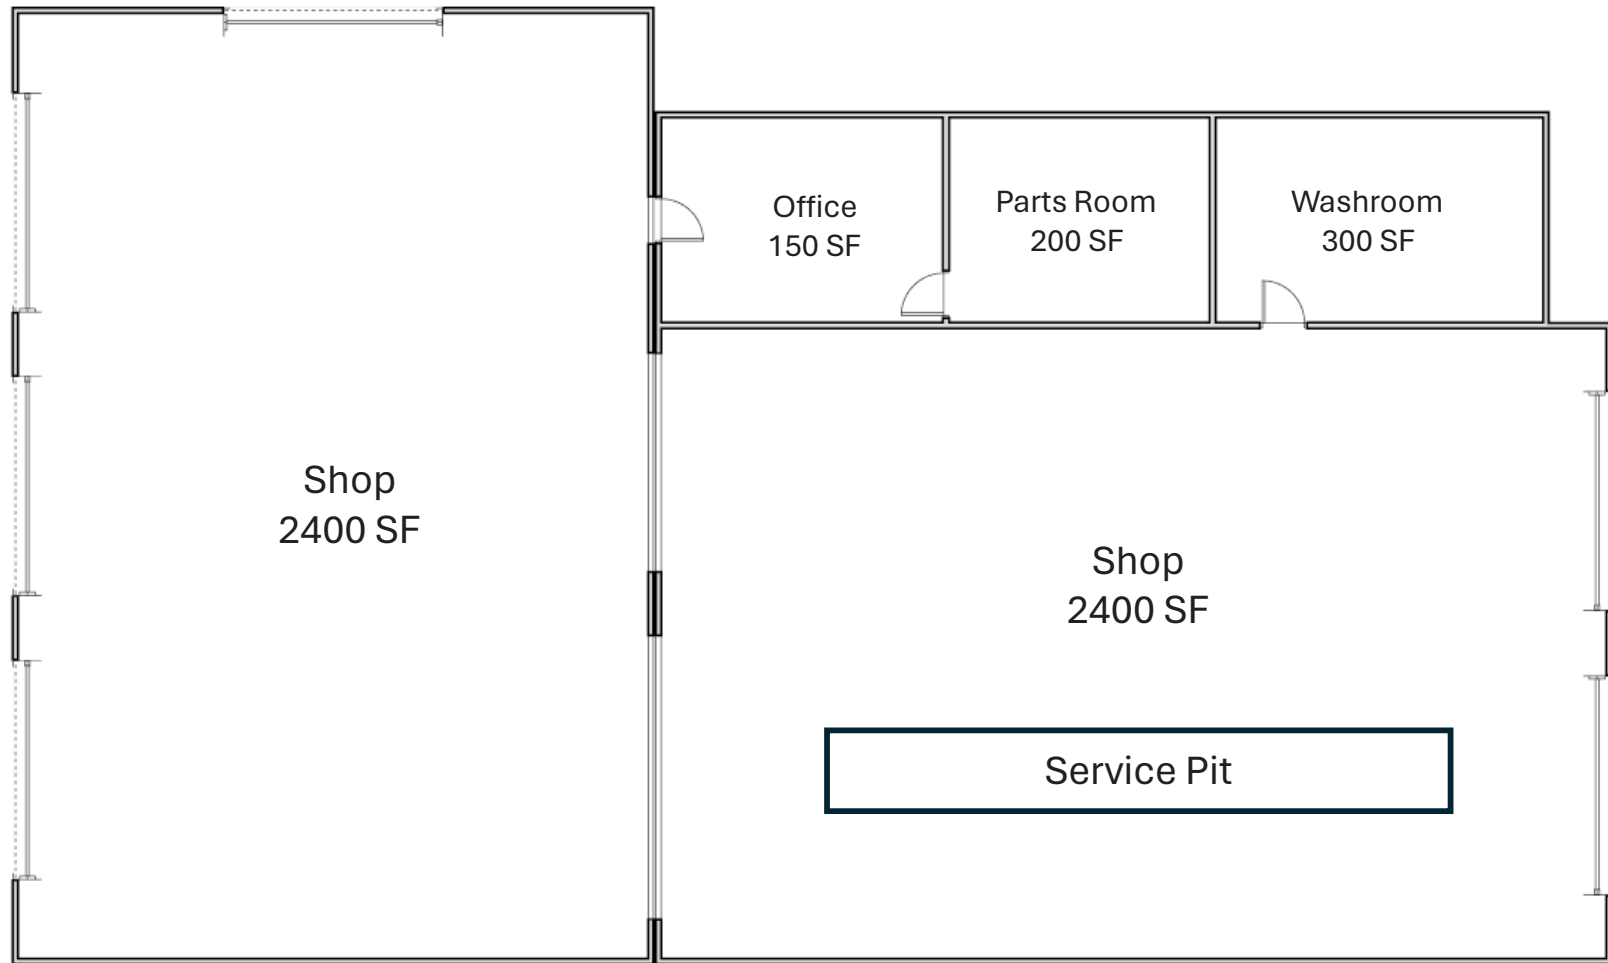 Office
150 SF
Parts Room
200 SF
Washroom
300 SF
Shop
2400 SF
Shop
2400 SF
Service Pit